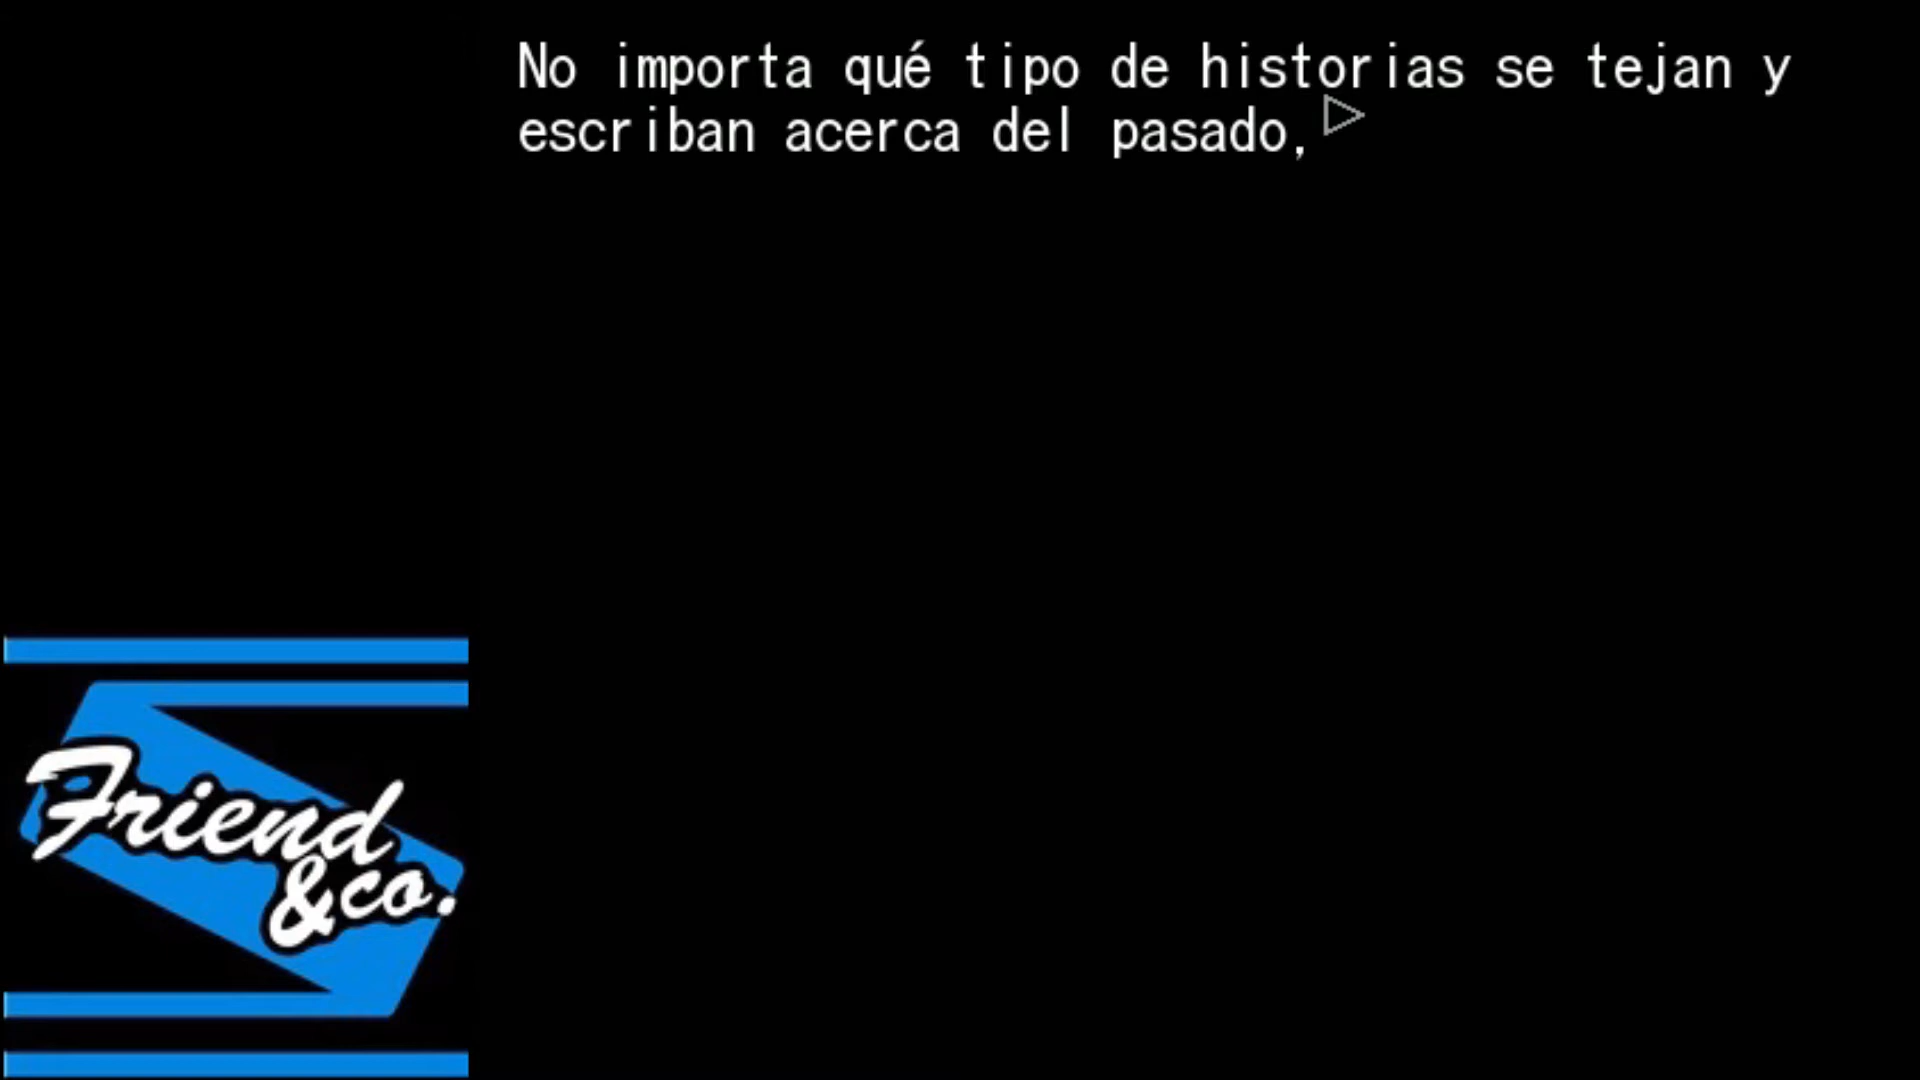 No importa qué tipo de historias se tejan y
escriban acerca del pasado,
Friend
&co.